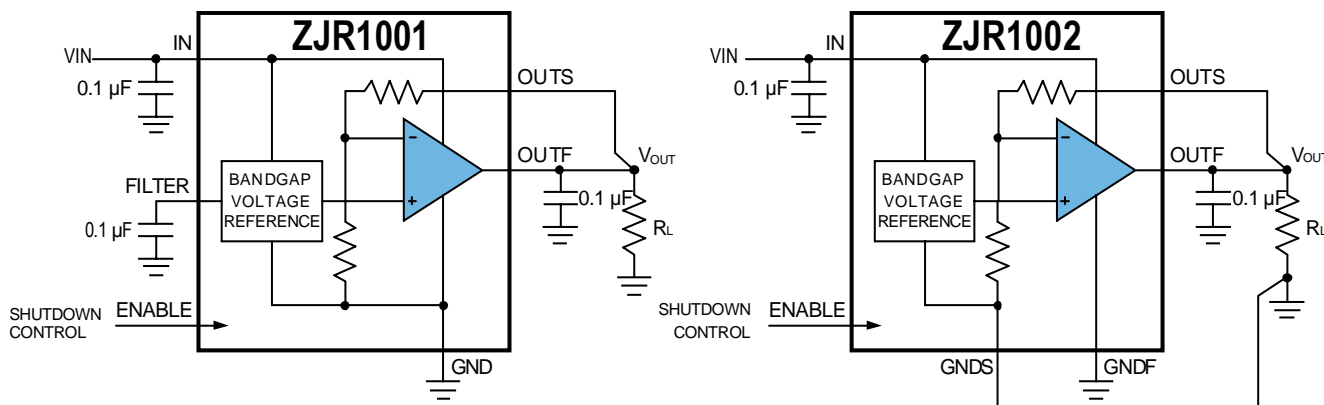 ZJR1001
VIN
IN
0.1 µF
OUTS
OUTF
VOUT
FILTER
BANDGAP
VOLTAGE
REFERENCE
-
+
0.1 µF
0.1 µF
RL
SHUTDOWN
CONTROL
ENABLE
GND
ZJR1002
VIN
IN
0.1 µF
OUTS
OUTF
VOUT
BANDGAP
VOLTAGE
REFERENCE
-
+
0.1 µF
RL
SHUTDOWN
CONTROL
ENABLE
GNDS
GNDF